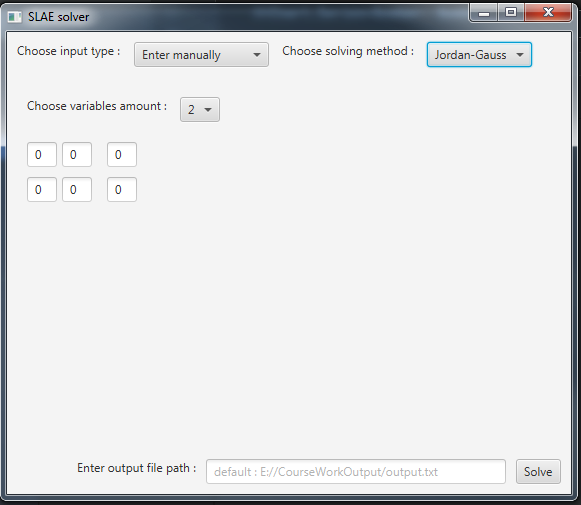 SLAE solver
Choose input type : Enter manually Choose solving method : Jordan-Gauss
Choose variables amount : 2
0 0 0
0 0 0
Enter output file path : default : E://CourseWorkOutput/output.txt Solve